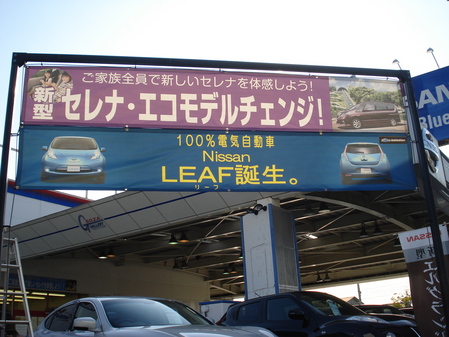 ご家族全員で新しいセレナを体感しよう!
新型
セレナ・エコモデルチェンジ!
100%電気自動車
Nissan
LEAF誕生。
リーフ
Blue
NISSAN